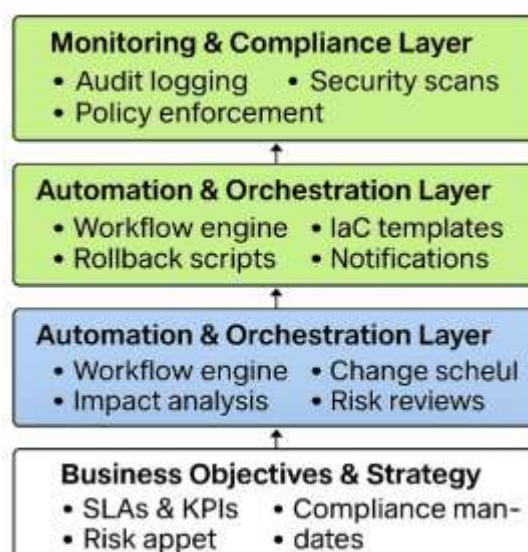 Monitoring & Compliance Layer
• Audit logging • Security scans
• Policy enforcement
Automation & Orchestration Layer
• Workflow engine • IaC templates
• Rollback scripts • Notifications
Automation & Orchestration Layer
• Workflow engine • Change scheul
• Impact analysis • Risk reviews
Business Objectives & Strategy
• SLAs & KPIs • Compliance man-
• Risk appet • dates